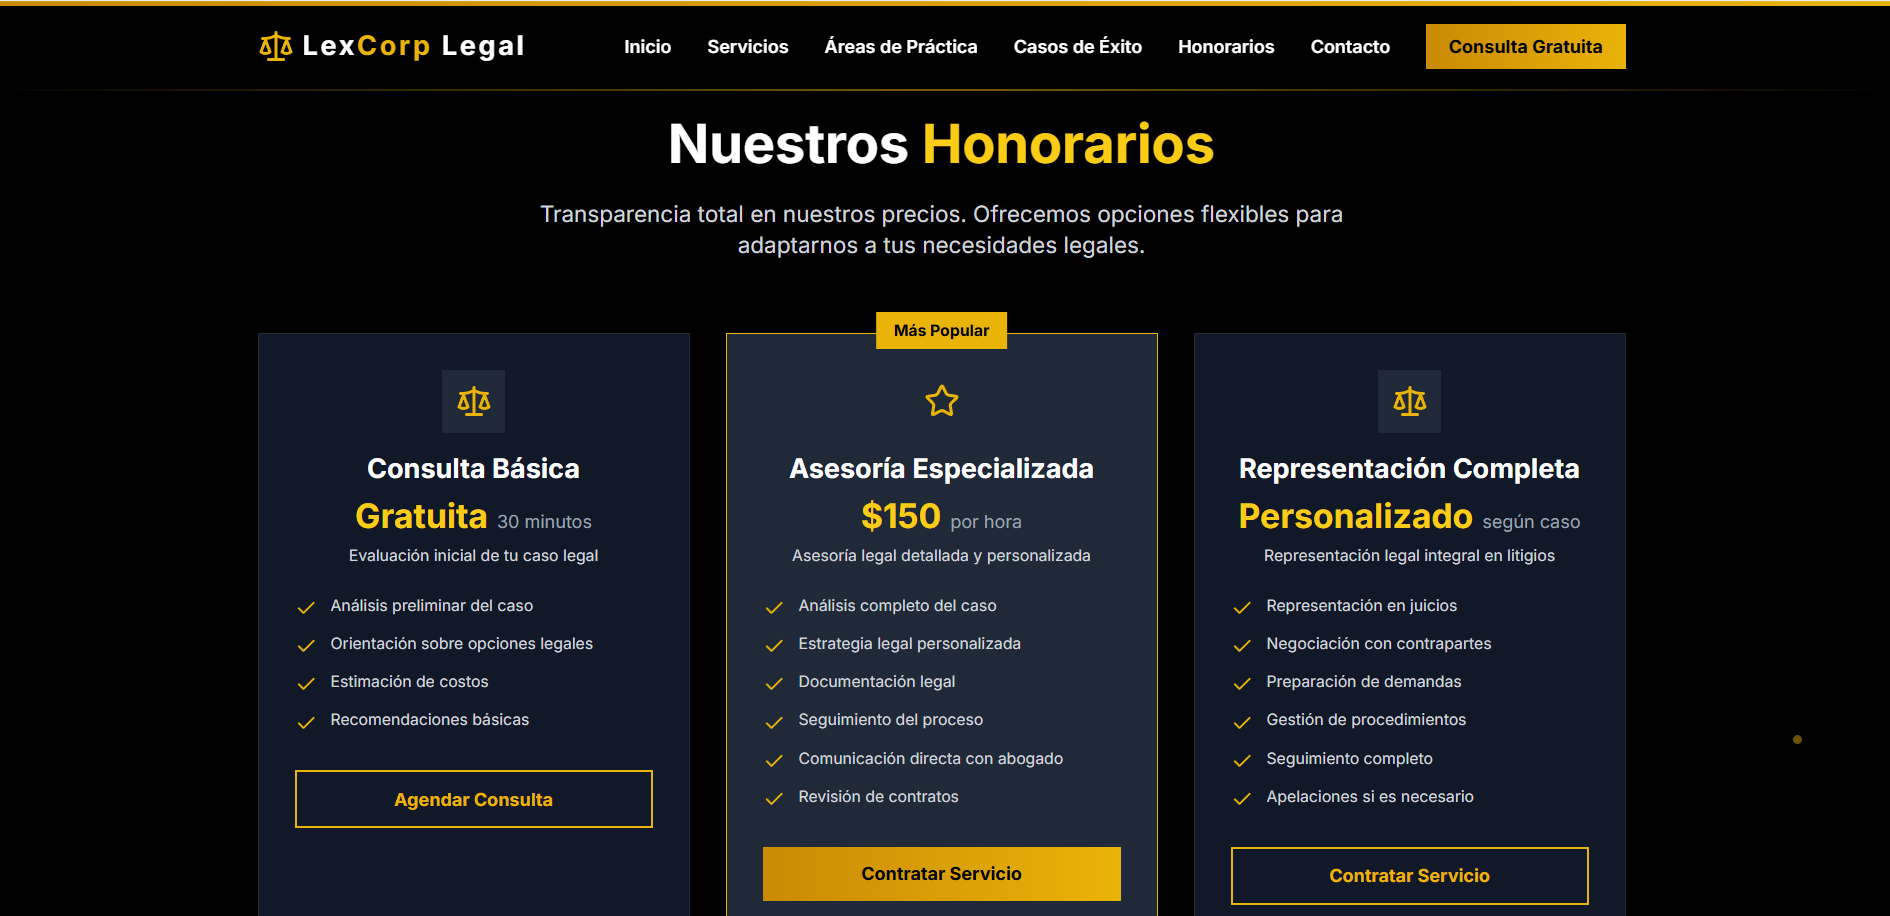 LexCorp Legal
Inicio
Servicios
Áreas de Práctica
Casos de Éxito
Honorarios
Contacto
Consulta Gratuita
Nuestros Honorarios
Transparencia total en nuestros precios. Ofrecemos opciones flexibles para
adaptarnos a tus necesidades legales.
Consulta Básica
Gratuita 30 minutos
Evaluación inicial de tu caso legal
Análisis preliminar del caso
Orientación sobre opciones legales
Estimación de costos
Recomendaciones básicas
Agendar Consulta
Más Popular
Asesoría Especializada
$150 por hora
Asesoría legal detallada y personalizada
Análisis completo del caso
Estrategia legal personalizada
Documentación legal
Seguimiento del proceso
Comunicación directa con abogado
Revisión de contratos
Contratar Servicio
Representación Completa
Personalizado según caso
Representación legal integral en litigios
Representación en juicios
Negociación con contrapartes
Preparación de demandas
Gestión de procedimientos
Seguimiento completo
Apelaciones si es necesario
Contratar Servicio